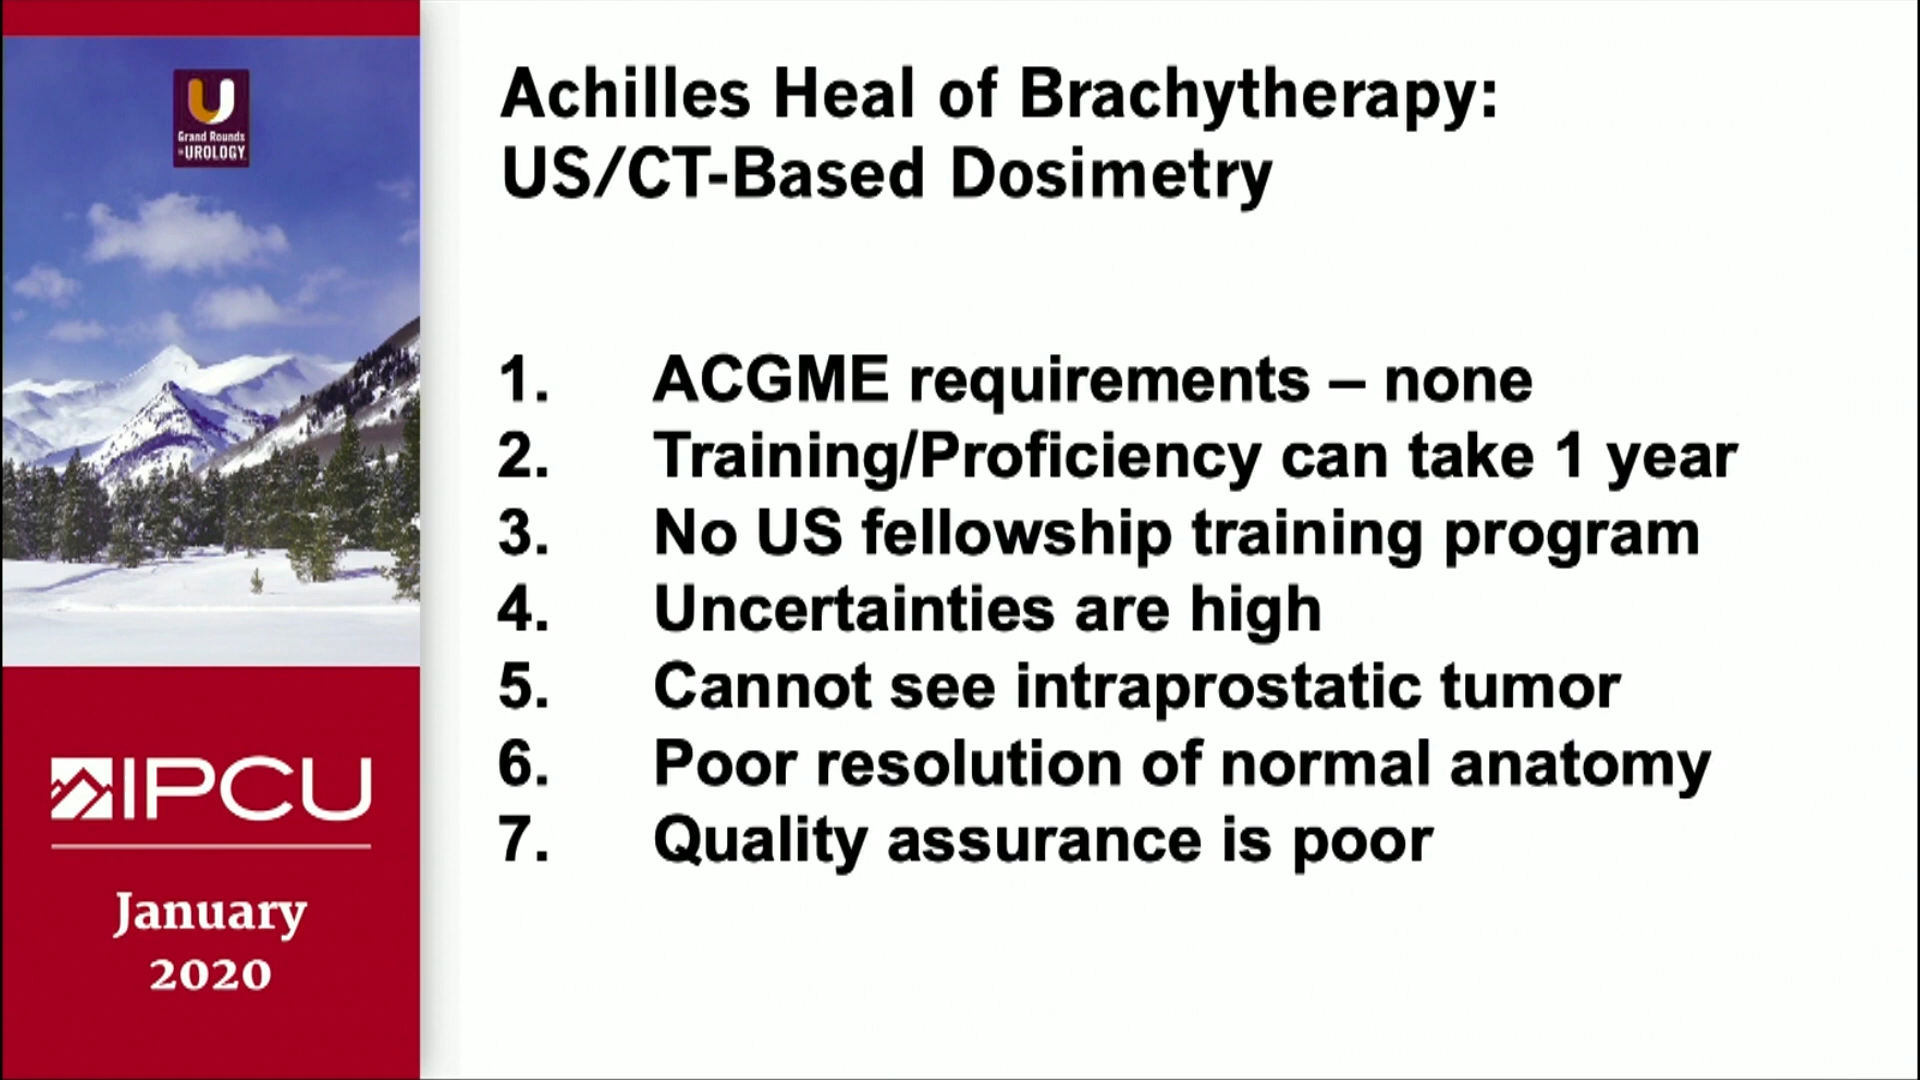 U
Grand Rounds
in UROLOGY
IPCU
January
2020
Achilles Heal of Brachytherapy:
US/CT-Based Dosimetry
1. ACGME requirements – none
2. Training/Proficiency can take 1 year
3. No US fellowship training program
4. Uncertainties are high
5. Cannot see intraprostatic tumor
6. Poor resolution of normal anatomy
7. Quality assurance is poor